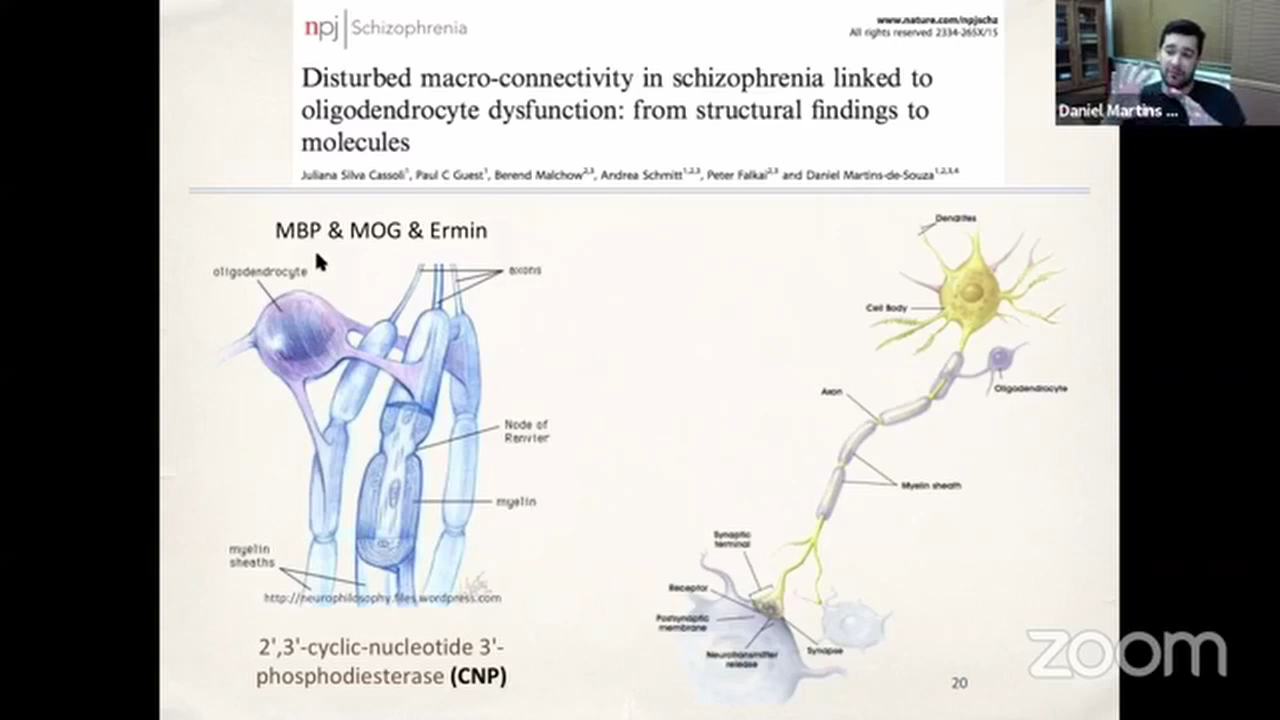 npj Schizophrenia
www.nature.com/npjschz
All rights reserved 2334-265X/15
Disturbed macro-connectivity in schizophrenia linked to
oligodendrocyte dysfunction: from structural findings to
molecules
Juliana Silva Cassoli1, Paul C Guest1, Berend Malchow2,3, Andrea Schmitt1,2,3, Peter Falkai2,3 and Daniel Martins-de-Souza1,2,3,4
Daniel Martins ...
MBP & MOG & Ermin
oligodendrocyte
axons
Node of
Ranvier
myelin
myelin
sheaths
http://neurophilosophy.files.wordpress.com
2',3'-cyclic-nucleotide 3'-
phosphodiesterase (CNP)
Dendrites
Cell Body
Oligodendrocyte
Axon
Myelin sheath
Synaptic
terminal
Receptor
Postsynaptic
membrane
Neurotransmitter
release
Synapse
20
zoom